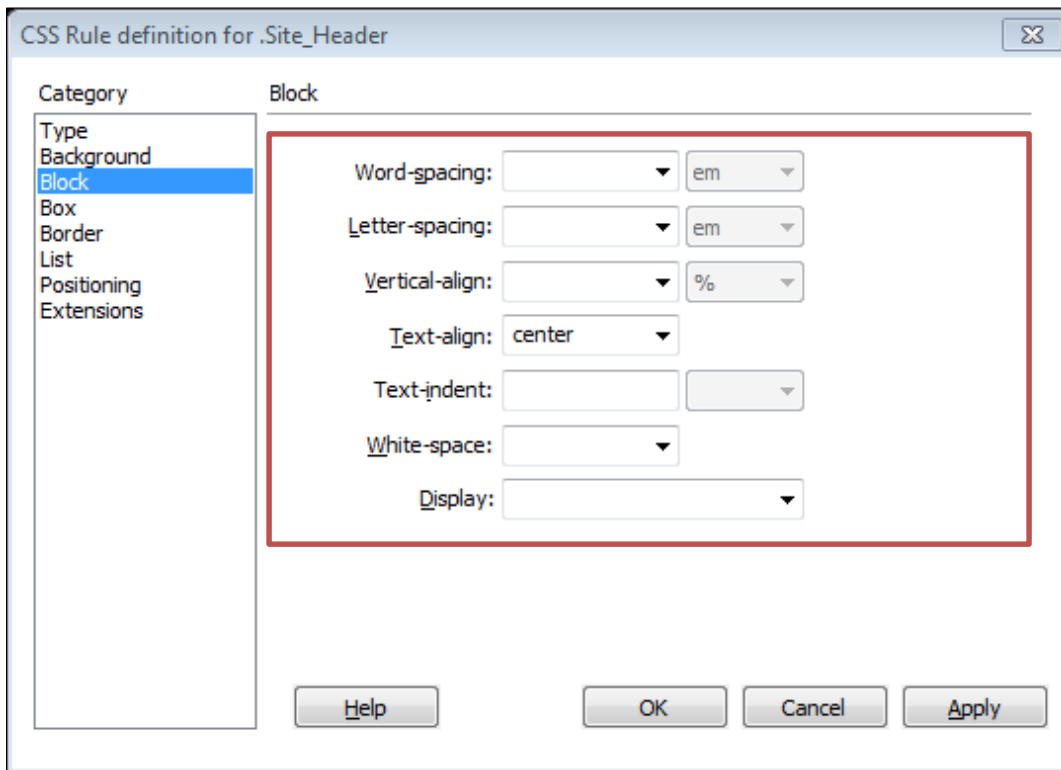 CSS Rule definition for .Site_Header
Category
Block
Type
Background
Block
Box
Border
List
Positioning
Extensions
Word-spacing: em
Letter-spacing: em
Vertical-align: %
Text-align: center
Text-indent:
White-space:
Display:
Help OK Cancel Apply